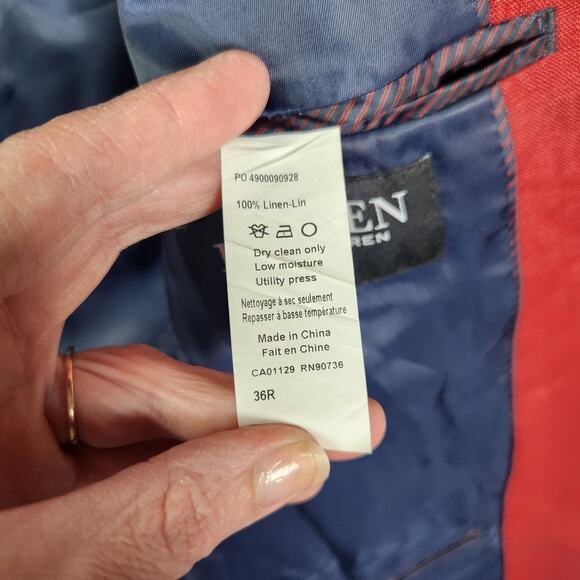 PO 4900090928
100% Linen-Lin
Dry clean only
Low moisture
Utility press
Nettoyage à sec seulement
Repasser à basse température
Made in China
Fait en Chine
CA01129 RN90736
36R